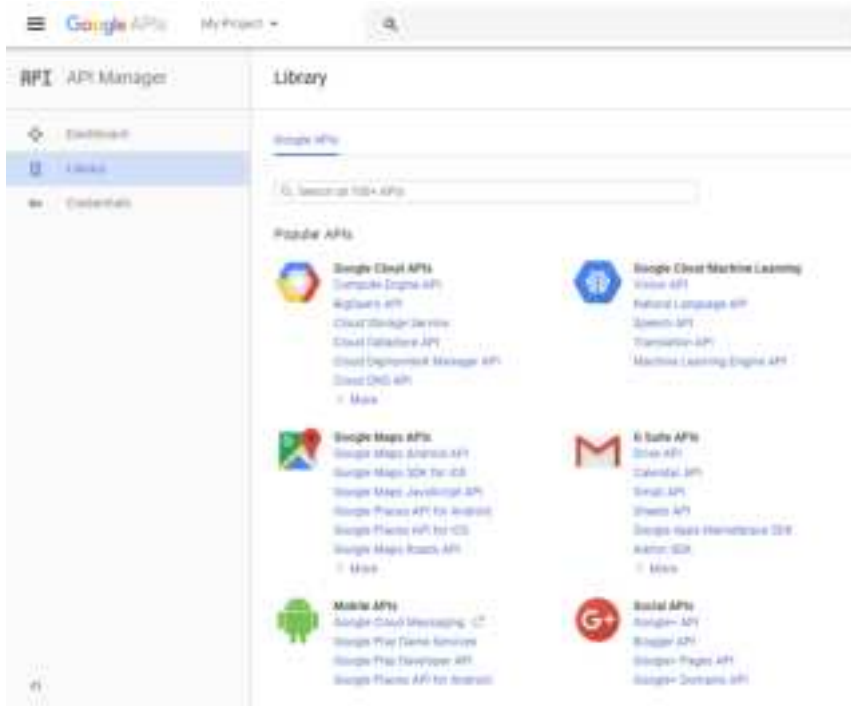 Google APIs My Project
API API Manager
Library
Dashboard
Library
Credentials
Google APIs
Search all 100+ APIs
Popular APIs
Google Cloud APIs
Compute Engine API
BigQuery API
Cloud Storage Service
Cloud Datastore API
Cloud Deployment Manager API
Cloud DNS API
More
Google Cloud Machine Learning
Vision API
Natural Language API
Speech API
Translation API
Machine Learning Engine API
Google Maps APIs
Google Maps Android API
Google Maps SDK for iOS
Google Maps JavaScript API
Google Places API for Android
Google Places API for iOS
Google Maps Roads API
More
G Suite APIs
Drive API
Calendar API
Gmail API
Sheets API
Google Apps Marketplace SDK
Admin SDK
More
Mobile APIs
Google Cloud Messaging
Google Play Game Services
Google Play Developer API
Google Places API for Android
G+
Social APIs
Google+ API
Blogger API
Google+ Pages API
Google+ Domains API